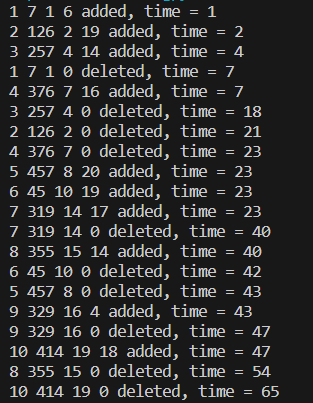 1 7 1 6 added, time = 1
2 126 2 19 added, time = 2
3 257 4 14 added, time = 4
1 7 1 0 deleted, time = 7
4 376 7 16 added, time = 7
3 257 4 0 deleted, time = 18
2 126 2 0 deleted, time = 21
4 376 7 0 deleted, time = 23
5 457 8 20 added, time = 23
6 45 10 19 added, time = 23
7 319 14 17 added, time = 23
7 319 14 0 deleted, time = 40
8 355 15 14 added, time = 40
6 45 10 0 deleted, time = 42
5 457 8 0 deleted, time = 43
9 329 16 4 added, time = 43
9 329 16 0 deleted, time = 47
10 414 19 18 added, time = 47
8 355 15 0 deleted, time = 54
10 414 19 0 deleted, time = 65